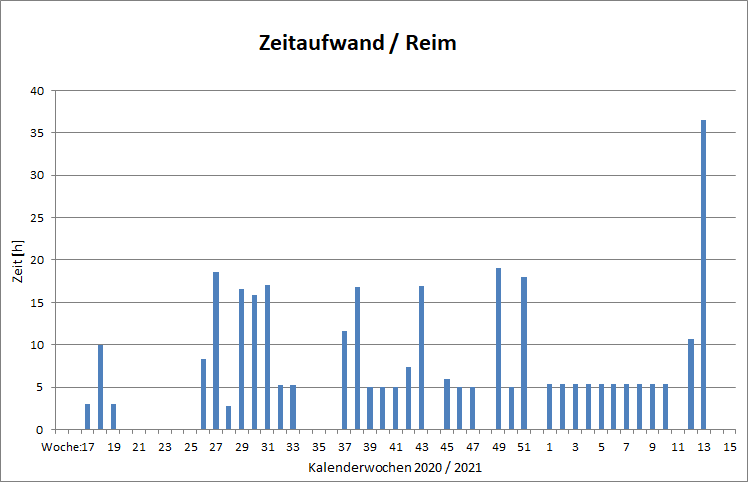 Zeitaufwand / Reim
40
35
30
25
20
15
10
5
0
Zeit [h]
Woche: 17 19 21 23 25 27 29 31 33 35 37 39 41 43 45 47 49 51 1 3 5 7 9 11 13 15
Kalenderwochen 2020 / 2021